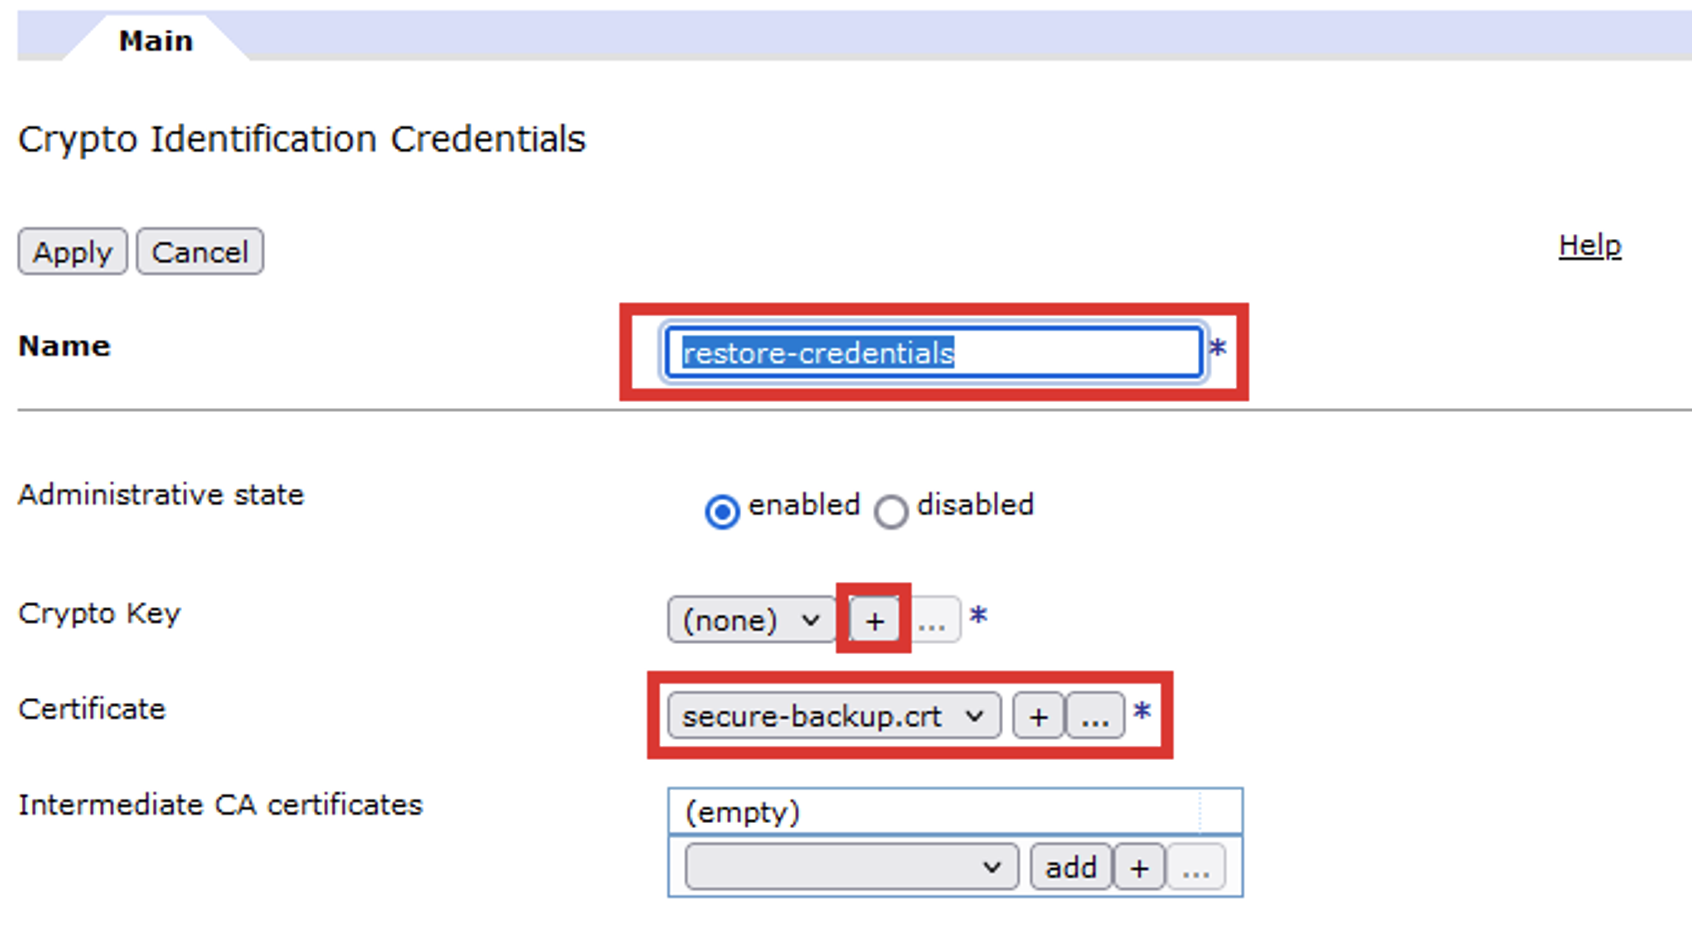 Main
Crypto Identification Credentials
Apply Cancel Help
Name restore-credentials *
Administrative state enabled disabled
Crypto Key (none) + ... *
Certificate secure-backup.crt + ... *
Intermediate CA certificates (empty)
add + ...